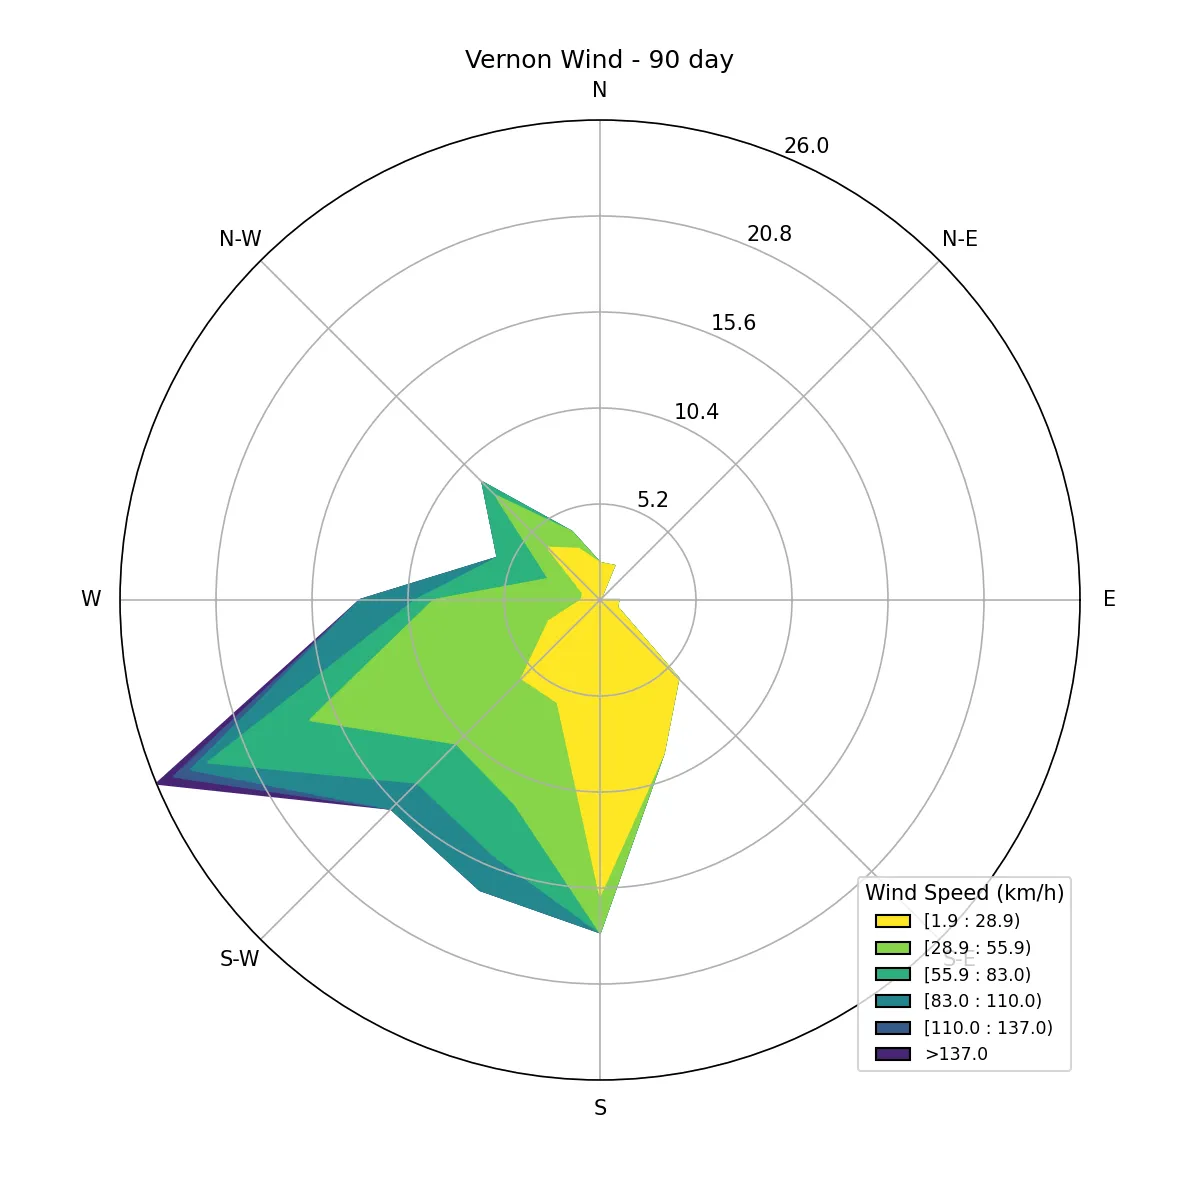 Vernon Wind - 90 day
N
26.0
N-W
N-E
20.8
15.6
10.4
5.2
W
E
S-W
S-E
S
Wind Speed (km/h)
[1.9 : 28.9)
[28.9 : 55.9)
[55.9 : 83.0)
[83.0 : 110.0)
[110.0 : 137.0)
>137.0